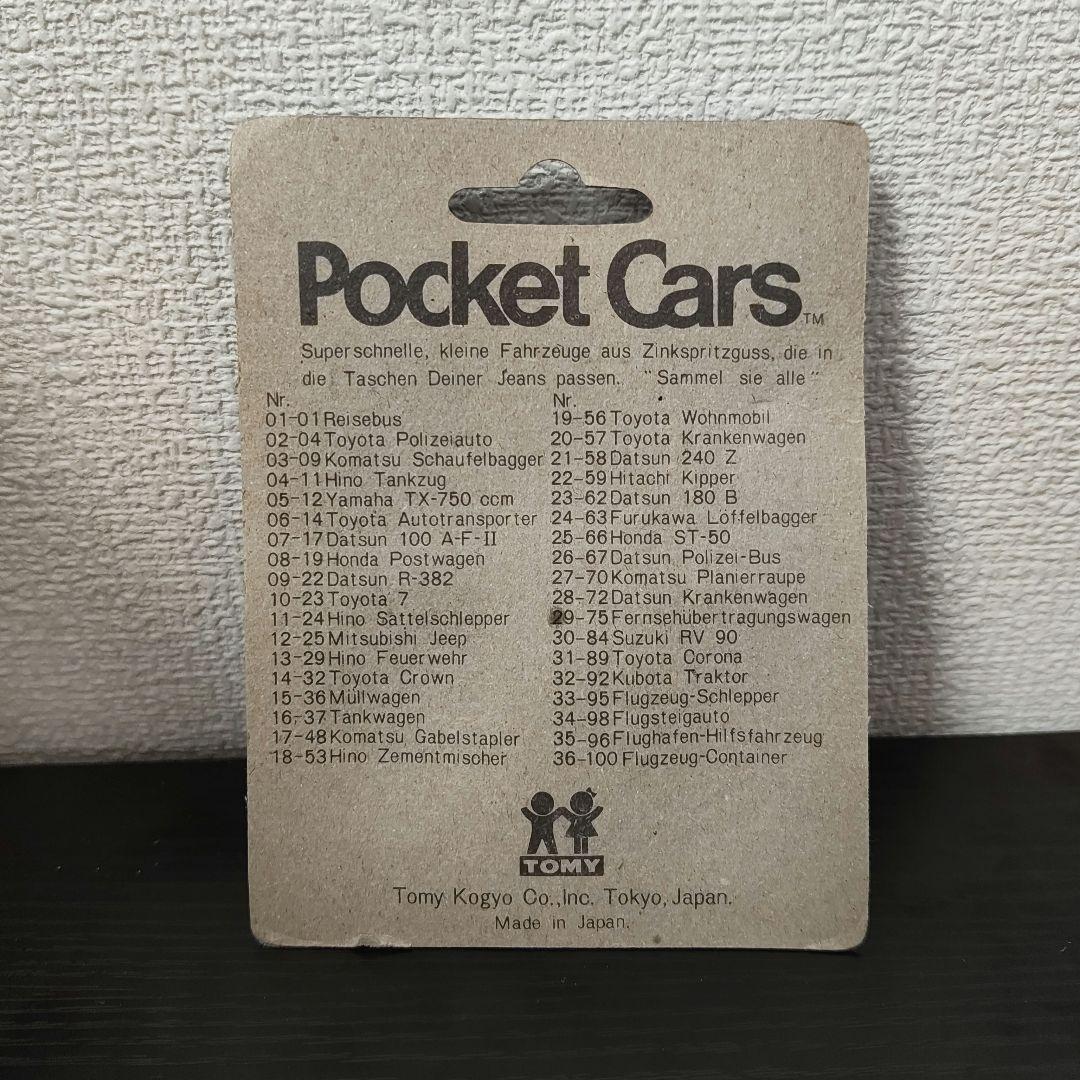 Pocket Cars™
Superschnelle, kleine Fahrzeuge aus Zinkspritzguss, die in
die Taschen Deiner Jeans passen. "Sammel sie alle"
Nr.
01-01 Reisebus
02-04 Toyota Polizeiauto
03-09 Komatsu Schaufelbagger
04-11 Hino Tankzug
05-12 Yamaha TX-750 ccm
06-14 Toyota Autotransporter
07-17 Datsun 100 A-F-II
08-19 Honda Postwagen
09-22 Datsun R-382
10-23 Toyota 7
11-24 Hino Sattelschlepper
12-25 Mitsubishi Jeep
13-29 Hino Feuerwehr
14-32 Toyota Crown
15-36 Müllwagen
16-37 Tankwagen
17-48 Komatsu Gabelstapler
18-53 Hino Zementmischer
Nr.
19-56 Toyota Wohnmobil
20-57 Toyota Krankenwagen
21-58 Datsun 240 Z
22-59 Hitachi Kipper
23-62 Datsun 180 B
24-63 Furukawa Löffelbagger
25-66 Honda ST-50
26-67 Datsun Polizei-Bus
27-70 Komatsu Planierraupe
28-72 Datsun Krankenwagen
29-75 Fernsehübertragungswagen
30-84 Suzuki RV 90
31-89 Toyota Corona
32-92 Kubota Traktor
33-95 Flugzeug-Schlepper
34-98 Flugsteigauto
35-96 Flughafen-Hilfsfahrzeug
36-100 Flugzeug-Container
TOMY
Tomy Kogyo Co.,Inc. Tokyo, Japan.
Made in Japan.